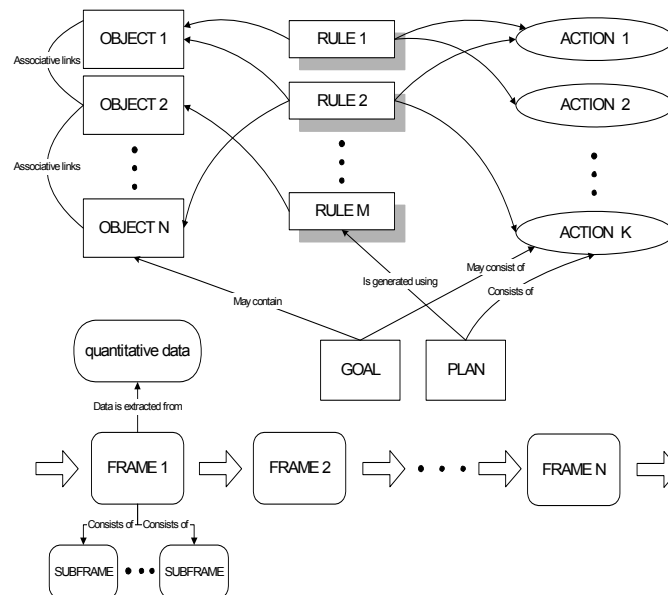 OBJECT 1
RULE 1
ACTION 1
Associative links
OBJECT 2
RULE 2
ACTION 2
Associative links
OBJECT N
RULE M
ACTION K
May consist of
Is generated using
Consists of
May contain
quantitative data
GOAL
PLAN
Data is extracted from
FRAME 1
FRAME 2
FRAME N
Consists of
Consists of
SUBFRAME
SUBFRAME